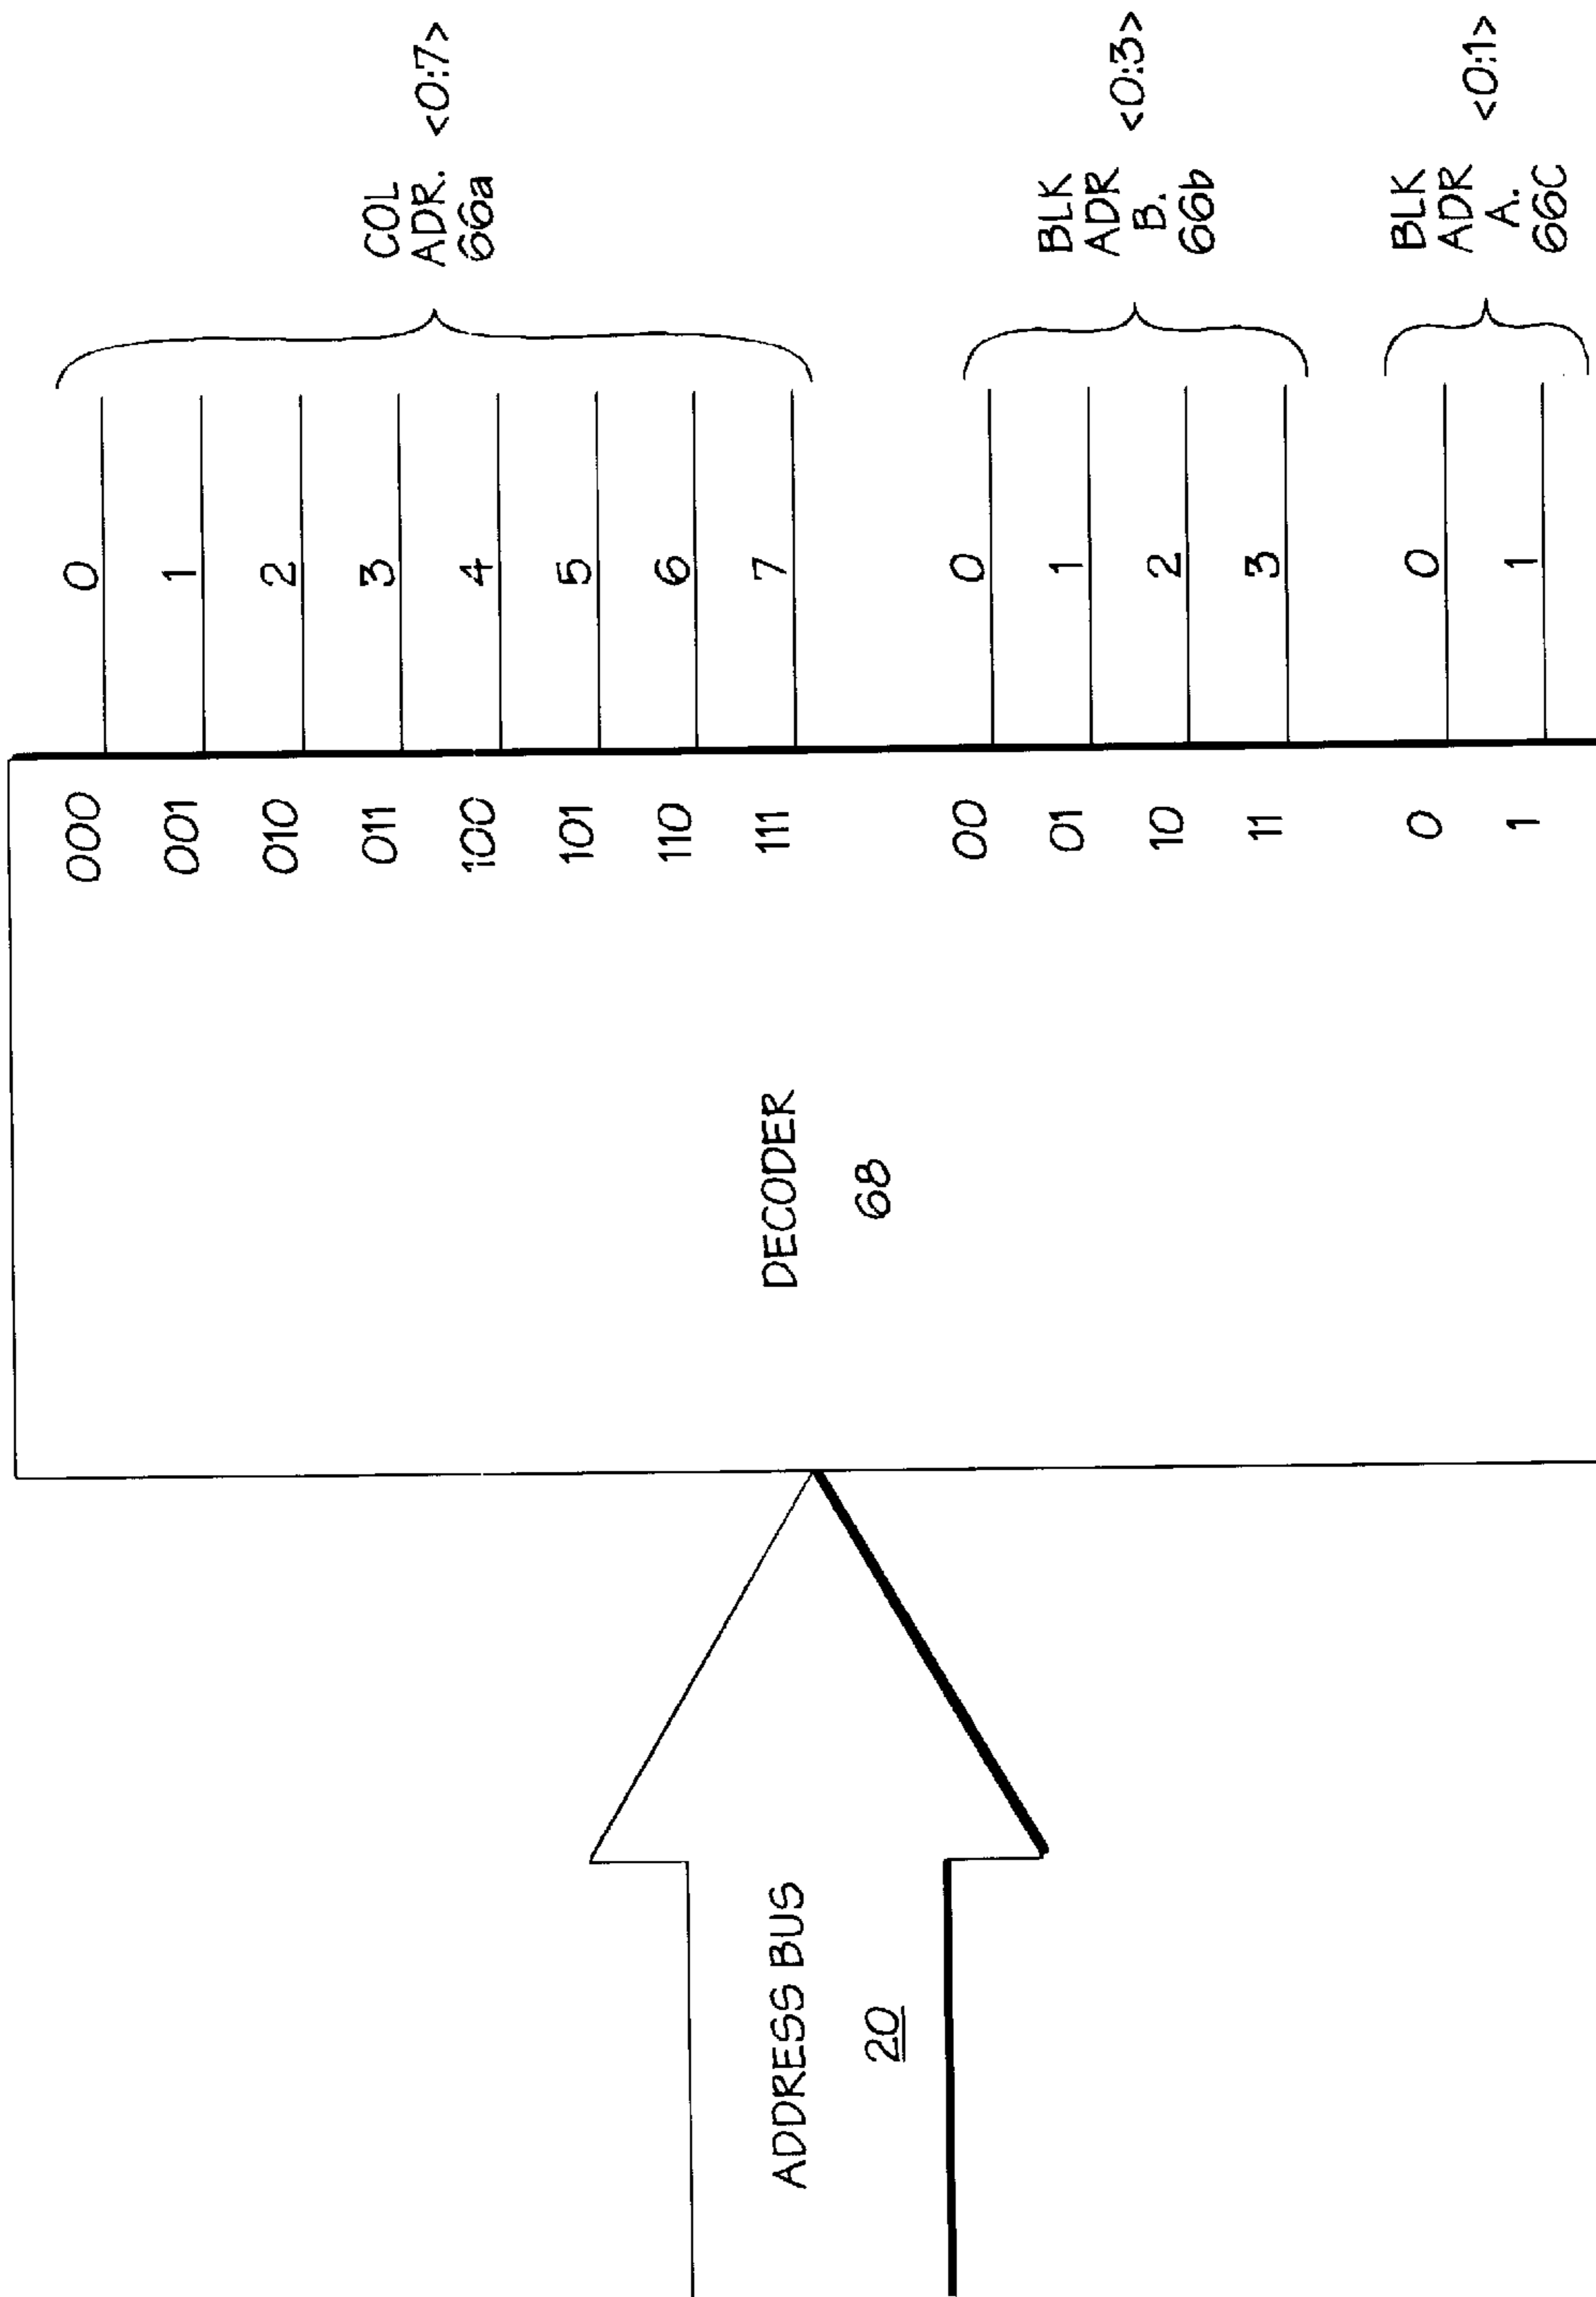 ADDRESS BUS
20
DECODER
68
000
001
010
011
100
101
110
111
00
01
10
11
0
1
0
1
2
3
4
5
6
7
0
1
2
3
0
1
COL
ADR. <0:7>
66a
BLK
ADR <0:3>
B.
66b
BLK
ADR <0:1>
A.
66C